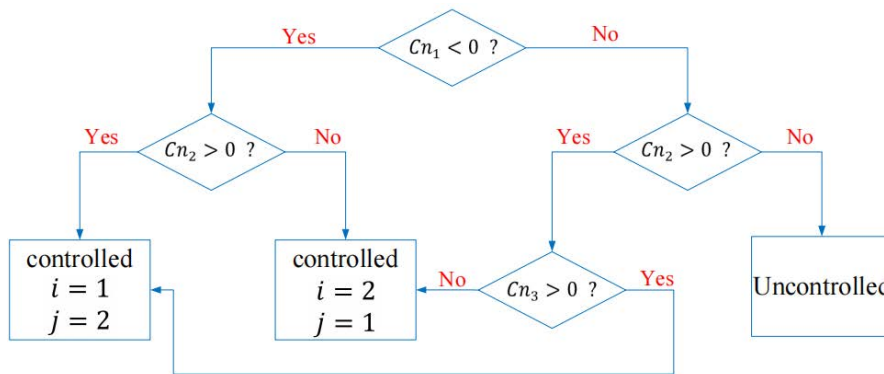 Yes
Cn₁ < 0 ?
No
Yes
Cn₂ > 0 ?
No
Yes
Cn₂ > 0 ?
No
controlled
i = 1
j = 2
controlled
i = 2
j = 1
No
Cn₃ > 0 ?
Yes
Uncontrolled